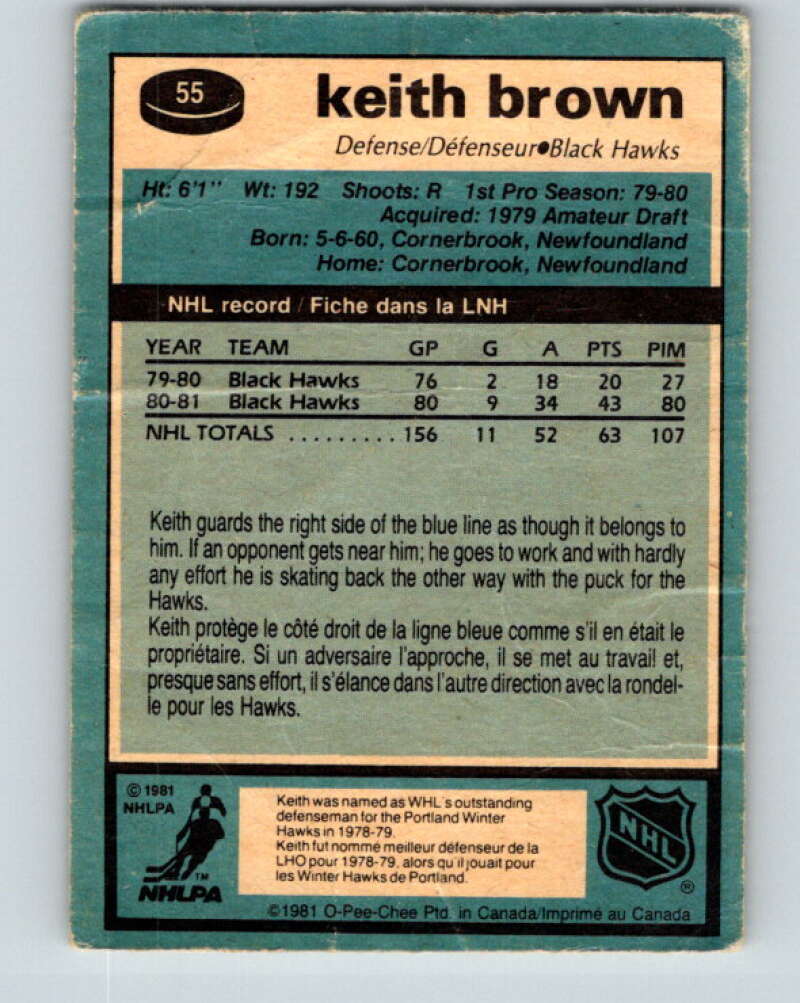 55
keith brown
Defense/Défenseur●Black Hawks
Ht: 6'1'' Wt: 192 Shoots: R 1st Pro Season: 79-80
Acquired: 1979 Amateur Draft
Born: 5-6-60, Cornerbrook, Newfoundland
Home: Cornerbrook, Newfoundland
NHL record / Fiche dans la LNH
YEAR TEAM GP G A PTS PIM
79-80 Black Hawks 76 2 18 20 27
80-81 Black Hawks 80 9 34 43 80
NHL TOTALS ......... 156 11 52 63 107
Keith guards the right side of the blue line as though it belongs to
him. If an opponent gets near him; he goes to work and with hardly
any effort he is skating back the other way with the puck for the
Hawks.
Keith protège le côté droit de la ligne bleue comme s'il en était le
propriétaire. Si un adversaire l'approche, il se met au travail et,
presque sans effort, il s'élance dans l'autre direction avec la rondel-
le pour les Hawks.
© 1981
NHLPA
TM
NHLPA
Keith was named as WHL's outstanding
defenseman for the Portland Winter
Hawks in 1978-79.
Keith fut nommé meilleur défenseur de la
LHO pour 1978-79, alors qu'il jouait pour
les Winter Hawks de Portland.
NHL
®
©1981 O-Pee-Chee Ptd. in Canada/Imprimé au Canada